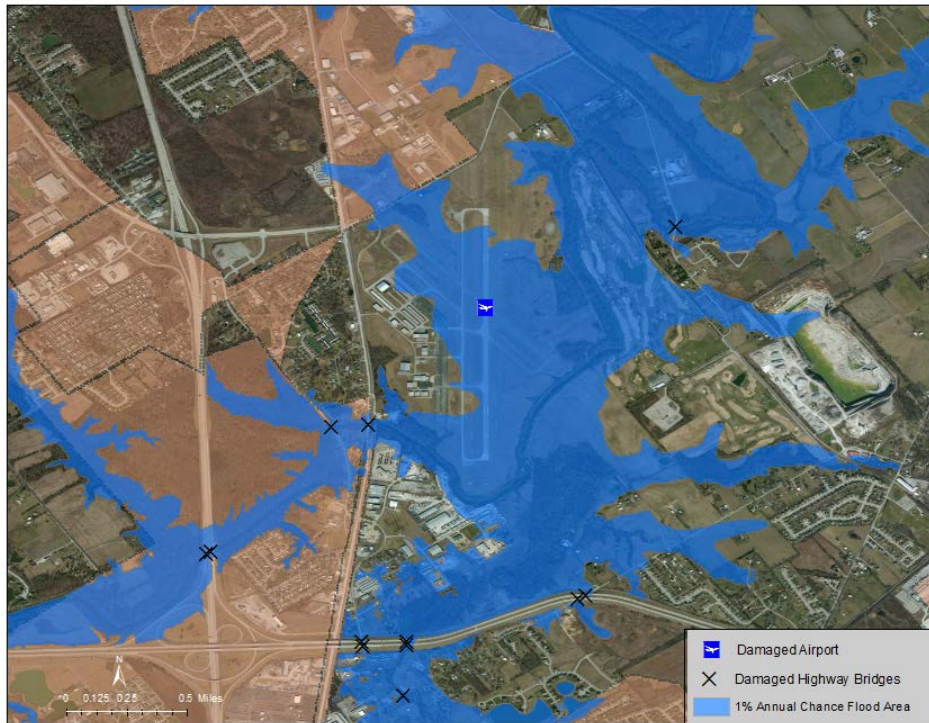 N
0 0.125 0.25 0.5 Miles
Damaged Airport
Damaged Highway Bridges
1% Annual Chance Flood Area